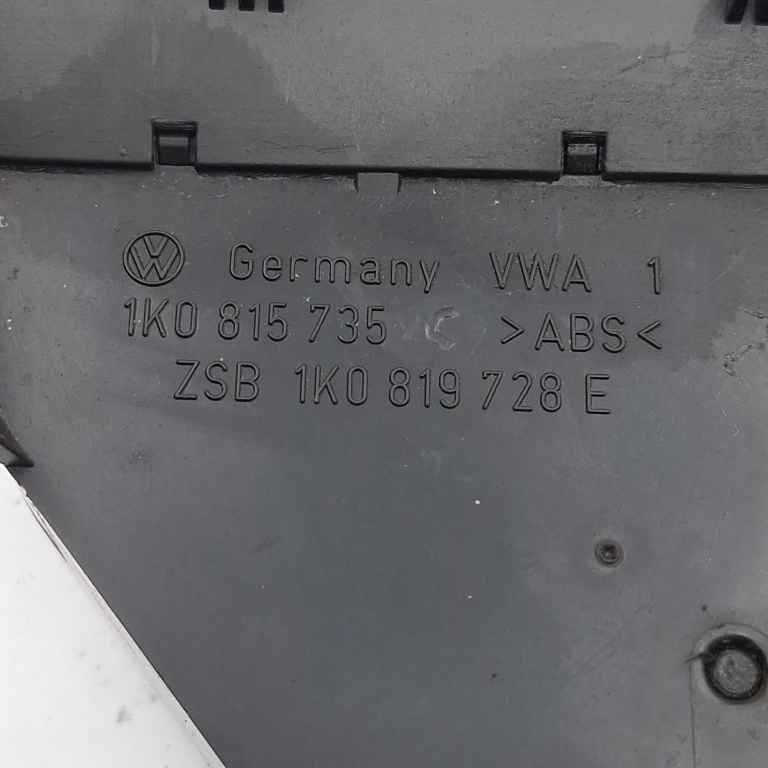 Germany VWA 1
1K0 815 735 C >ABS<
ZSB 1K0 819 728 E